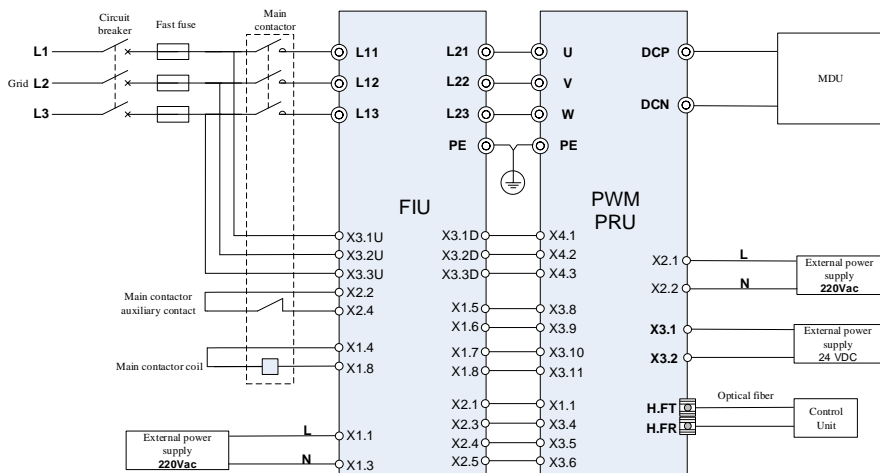 Circuit
breaker
Fast fuse
Main
contactor
L1
Grid L2
L3
L11
L12
L13
L21
L22
L23
PE
U
V
W
PE
DCP
DCN
MDU
FIU
PWM
PRU
X3.1U
X3.2U
X3.3U
X2.2
X2.4
X1.4
X1.8
X1.1
X1.3
Main contactor
auxiliary contact
Main contactor coil
External power
supply
220Vac
L
N
X3.1D
X3.2D
X3.3D
X1.5
X1.6
X1.7
X1.8
X2.1
X2.3
X2.4
X2.5
X4.1
X4.2
X4.3
X3.8
X3.9
X3.10
X3.11
X1.1
X3.4
X3.5
X3.6
X2.1
X2.2
L
N
External power
supply
220Vac
X3.1
X3.2
External power
supply
24 VDC
H.FT
H.FR
Optical fiber
Control
Unit